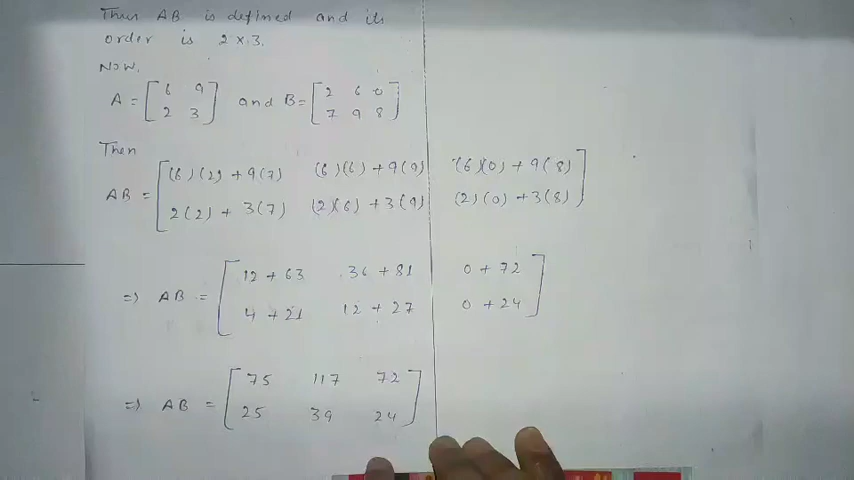 Thus AB is defined and its
order is 2 × 3.
Now,
A = [ 6 9 ; 2 3 ] and B = [ 2 6 0 ; 7 9 8 ]
Then
AB = [ (6)(2) + 9(7) (6)(6) + 9(9) (6)(0) + 9(8) ; 2(2) + 3(7) (2)(6) + 3(9) (2)(0) + 3(8) ]
=> AB = [ 12 + 63 36 + 81 0 + 72 ; 4 + 21 12 + 27 0 + 24 ]
=> AB = [ 75 117 72 ; 25 39 24 ]